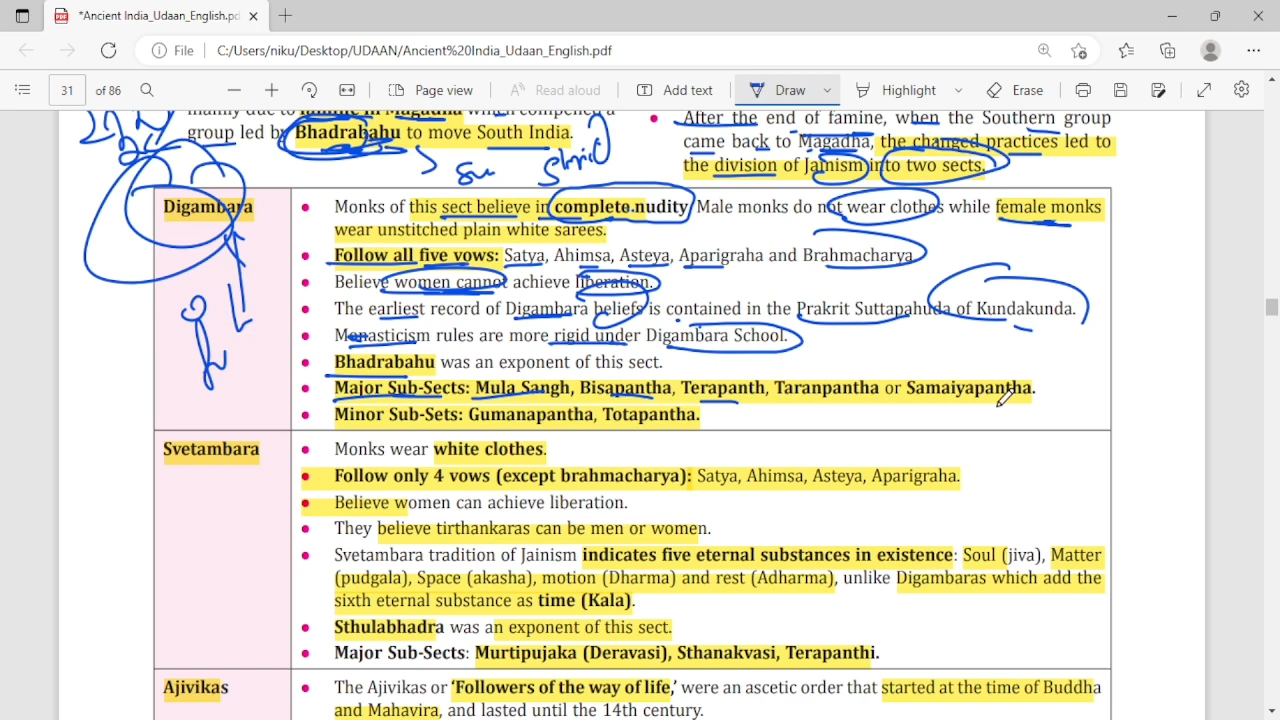 *Ancient India_Udaan_English.pd
File
C:/Users/niku/Desktop/UDAAN/Ancient%20India_Udaan_English.pdf
31 of 86
Page view
Read aloud
Add text
Draw
Highlight
Erase
mainly due to famine in Magadha which compelled a
group led by Bhadrabahu to move South India.
• After the end of famine, when the Southern group
came back to Magadha, the changed practices led to
the division of Jainism into two sects.
Digambara
• Monks of this sect believe in complete nudity. Male monks do not wear clothes while female monks
wear unstitched plain white sarees.
• Follow all five vows: Satya, Ahimsa, Asteya, Aparigraha and Brahmacharya.
• Believe women cannot achieve liberation.
• The earliest record of Digambara beliefs is contained in the Prakrit Suttapahuda of Kundakunda.
• Monasticism rules are more rigid under Digambara School.
• Bhadrabahu was an exponent of this sect.
• Major Sub-Sects: Mula Sangh, Bisapantha, Terapanth, Taranpantha or Samaiyapantha.
• Minor Sub-Sets: Gumanapantha, Totapantha.
Svetambara
• Monks wear white clothes.
• Follow only 4 vows (except brahmacharya): Satya, Ahimsa, Asteya, Aparigraha.
• Believe women can achieve liberation.
• They believe tirthankaras can be men or women.
• Svetambara tradition of Jainism indicates five eternal substances in existence: Soul (jiva), Matter
(pudgala), Space (akasha), motion (Dharma) and rest (Adharma), unlike Digambaras which add the
sixth eternal substance as time (Kala).
• Sthulabhadra was an exponent of this sect.
• Major Sub-Sects: Murtipujaka (Deravasi), Sthanakvasi, Terapanthi.
Ajivikas
• The Ajivikas or ‘Followers of the way of life,’ were an ascetic order that started at the time of Buddha
and Mahavira, and lasted until the 14th century.